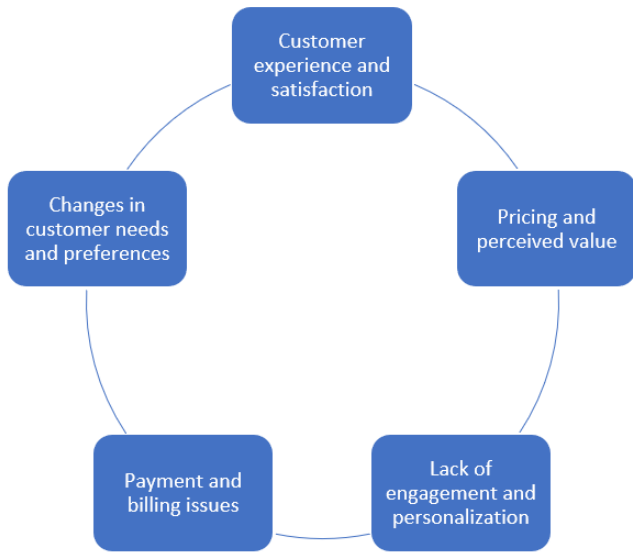 Customer
experience and
satisfaction
Pricing and
perceived value
Lack of
engagement and
personalization
Payment and
billing issues
Changes in
customer needs
and preferences